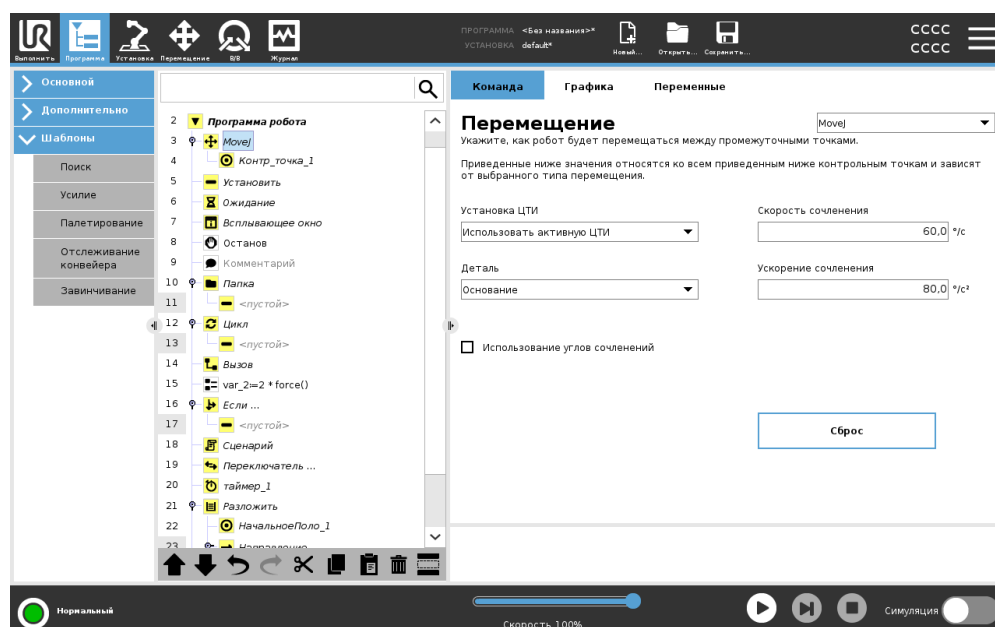 ПРОГРАММА <Без названия>*
УСТАНОВКА default*
Выполнить Программа Установка Перемещение В/В Журнал
Новый... Открыть... Сохранить...
CCCC
CCCC
Основной
Дополнительно
Шаблоны
Поиск
Усилие
Палетирование
Отслеживание
конвейера
Завинчивание
2 Программа робота
3 MoveJ
4 Контр_точка_1
5 Установить
6 Ожидание
7 Всплывающее окно
8 Останов
9 Комментарий
10 Папка
11 <пустой>
12 Цикл
13 <пустой>
14 Вызов
15 var_2≔2 * force()
16 Если ...
17 <пустой>
18 Сценарий
19 Переключатель ...
20 таймер_1
21 Разложить
22 НачальноеПоло_1
23 Направление
Команда Графика Переменные
Перемещение
MoveJ
Укажите, как робот будет перемещаться между промежуточными точками.
Приведенные ниже значения относятся ко всем приведенным ниже контрольным точкам и зависят
от выбранного типа перемещения.
Установка ЦТИ
Использовать активную ЦТИ
Скорость сочленения
60,0 °/с
Деталь
Основание
Ускорение сочленения
80,0 °/с²
Использование углов сочленений
Сброс
Нормальный
Скорость 100%
Симуляция